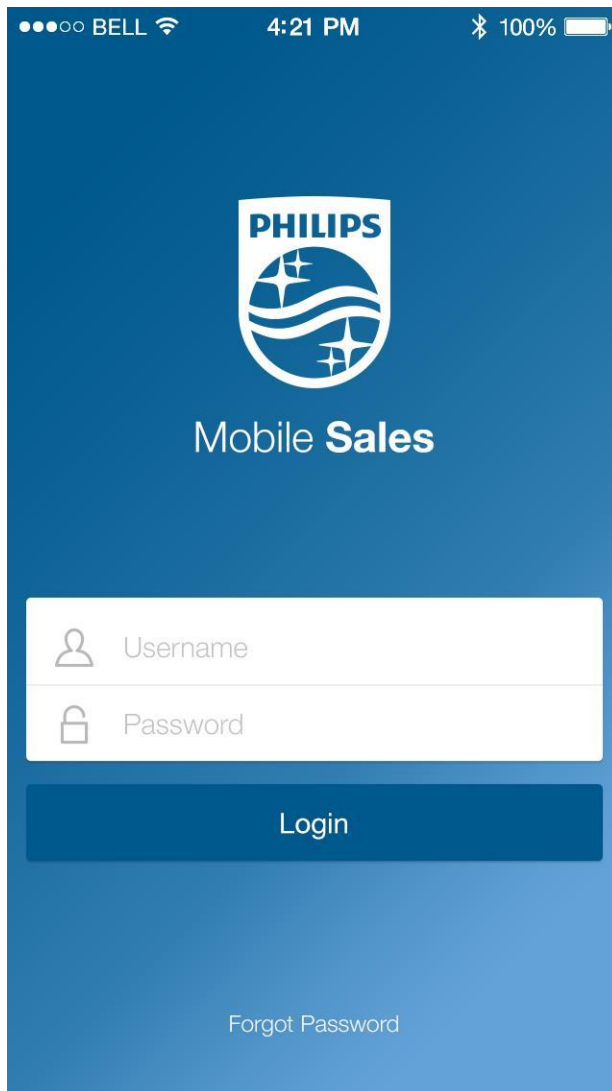 BELL 4:21 PM 100%
PHILIPS
Mobile Sales
Username
Password
Login
Forgot Password